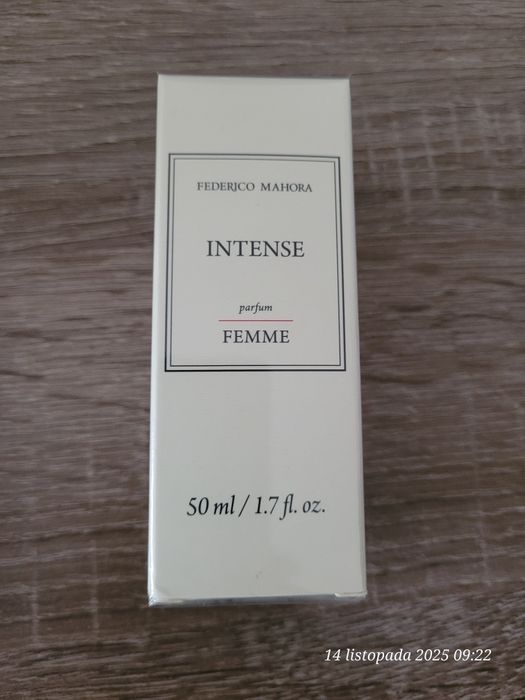 FEDERICO MAHORA
INTENSE
parfum
FEMME
50 ml / 1.7 fl. oz.
14 listopada 2025 09:22